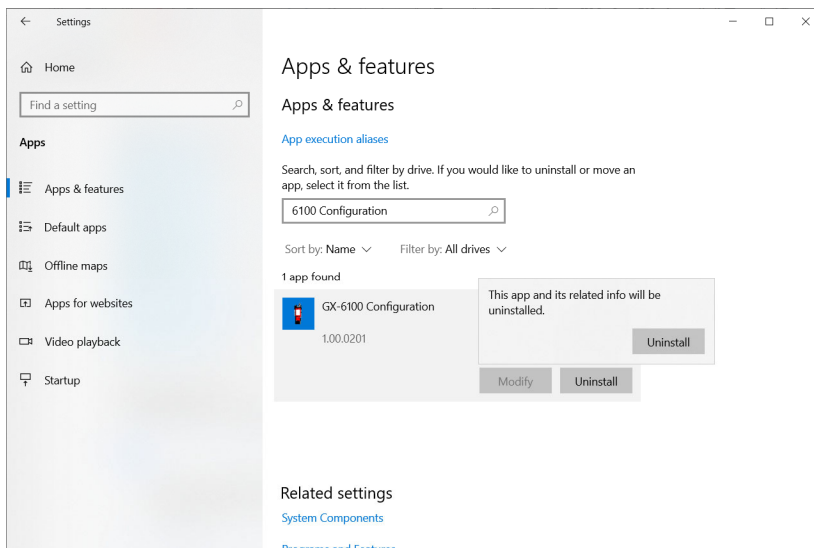 Settings
Home
Find a setting
Apps
Apps & features
Default apps
Offline maps
Apps for websites
Video playback
Startup
Apps & features
Apps & features
App execution aliases
Search, sort, and filter by drive. If you would like to uninstall or move an
app, select it from the list.
6100 Configuration
Sort by: Name Filter by: All drives
1 app found
GX-6100 Configuration
1.00.0201
This app and its related info will be
uninstalled.
Uninstall
Modify Uninstall
Related settings
System Components
Programs and Features